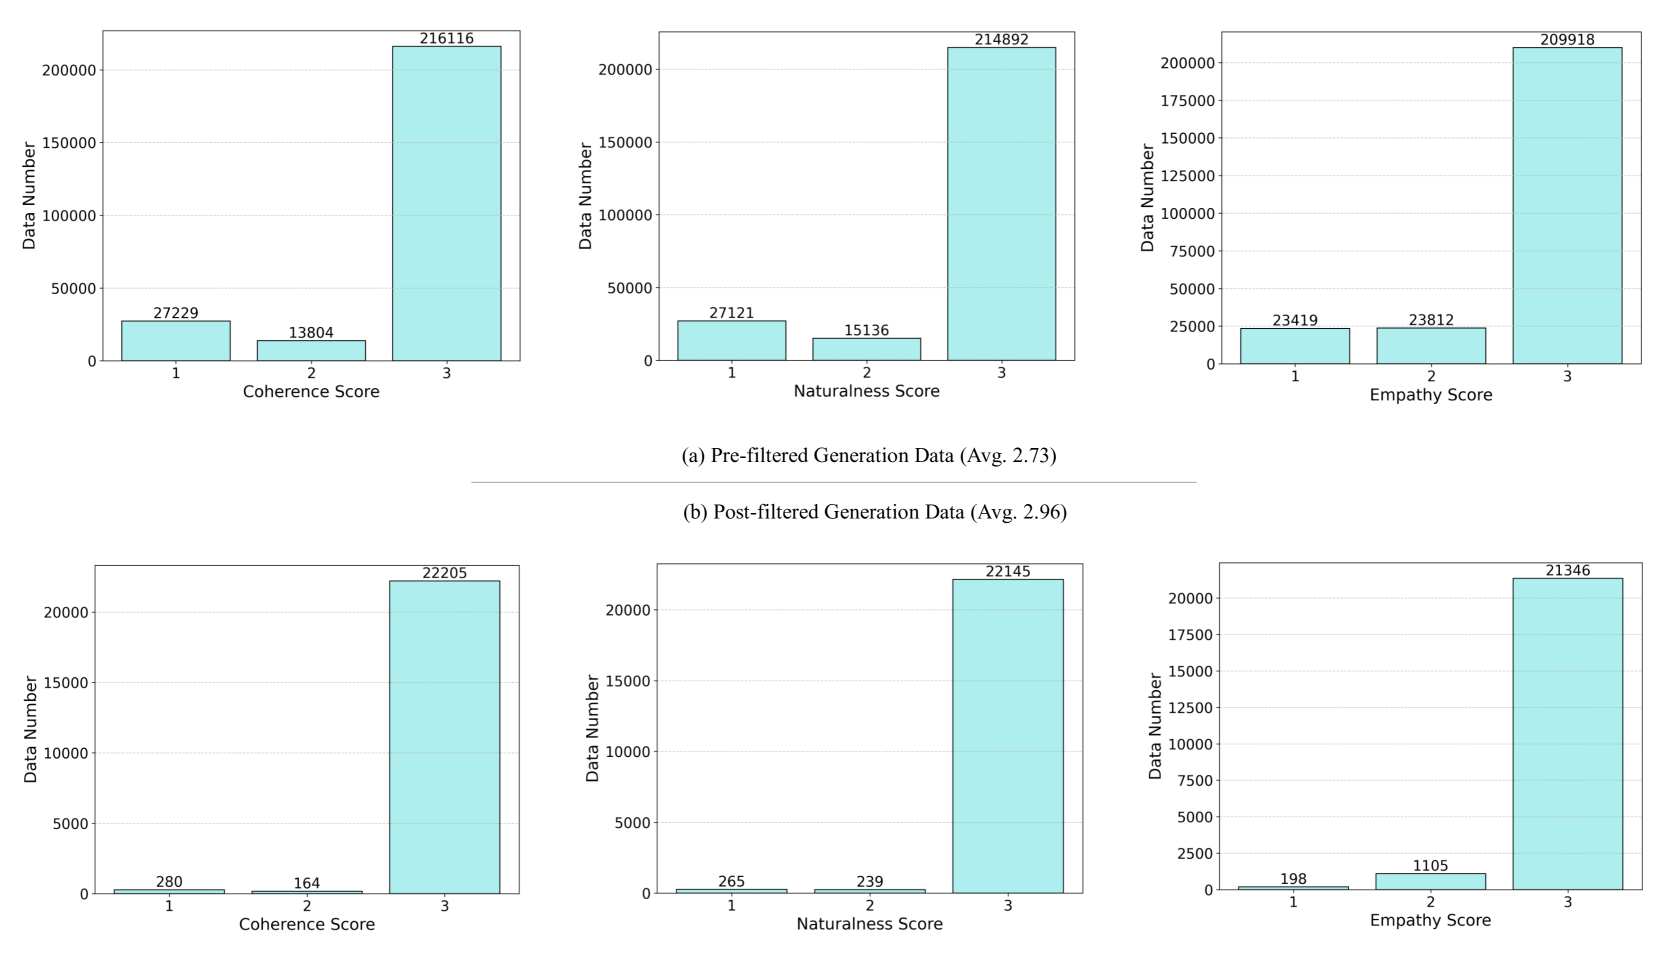 216116
200000
150000
100000
50000
27229
13804
0
1 2 3
Coherence Score
Data Number
214892
200000
150000
100000
50000
27121
15136
0
1 2 3
Naturalness Score
Data Number
209918
200000
175000
150000
125000
100000
75000
50000
25000
23419
23812
0
1 2 3
Empathy Score
Data Number
(a) Pre-filtered Generation Data (Avg. 2.73)
(b) Post-filtered Generation Data (Avg. 2.96)
22205
20000
15000
10000
5000
280
164
0
1 2 3
Coherence Score
Data Number
22145
20000
15000
10000
5000
265
239
0
1 2 3
Naturalness Score
Data Number
21346
20000
17500
15000
12500
10000
7500
5000
2500
198
1105
0
1 2 3
Empathy Score
Data Number